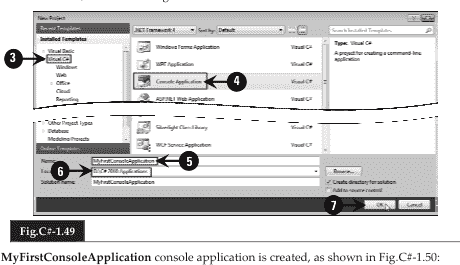 New Project
Recent Templates
.NET Framework 4
Sort by: Default
Search Installed Templates
Installed Templates
Visual Basic
Visual C#
Windows
Web
Office
Cloud
Reporting
Windows Forms Application
Visual C#
WPF Application
Visual C#
Console Application
Visual C#
ASP.NET Web Application
Visual C#
Type: Visual C#
A project for creating a command-line application
3
4
Other Project Types
Database
Modeling Projects
Online Templates
Silverlight Class Library
Visual C#
WCF Service Application
Visual C#
Name:
MyFirstConsoleApplication
5
6
Browse...
Solution name:
MyFirstConsoleApplication
Create directory for solution
Add to source control
7
OK
Cancel
Fig.C#-1.49
MyFirstConsoleApplication console application is created, as shown in Fig.C#-1.50: